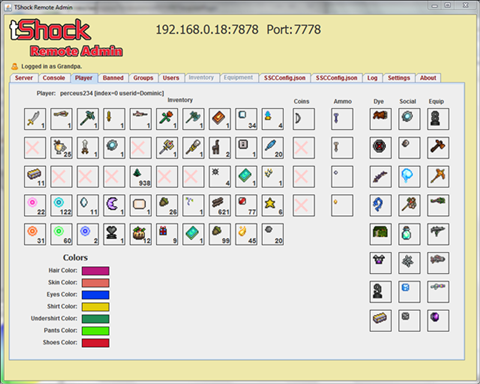 TShock Remote Admin
tShock
Remote Admin
192.168.0.18:7878 Port:7778
Logged in as Grandpa.
Server Console Player Banned Groups Users Inventory Equipment SSCConfig.json SSCConfig.json Log Settings About
Player: perceus234 [index=0 userid=Dominic]
Inventory Coins Ammo Dye Social Equip
1 1 1 1 1 1 1 1 34 4
25 1 1 1 1 2 1 20
11 938 4 1 1
22 122 11 1 1 26 1 621 77 6
31 60 2 1 12 9 1 99 45 20
Colors
Hair Color:
Skin Color:
Eyes Color:
Shirt Color:
Undershirt Color:
Pants Color:
Shoes Color: